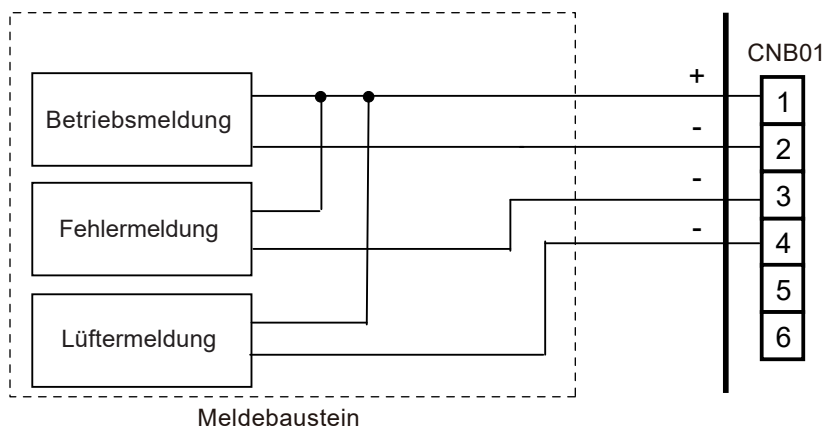 CNB01
+
1
Betriebsmeldung
-
2
-
3
Fehlermeldung
-
4
5
Lüftermeldung
6
Meldebaustein